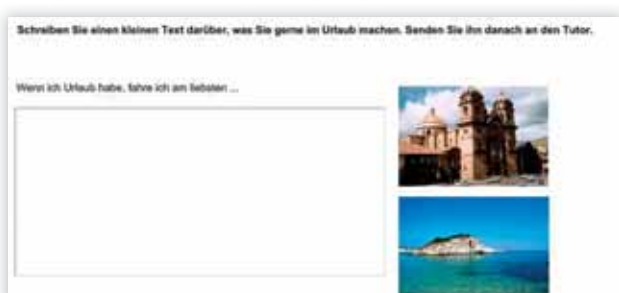 Schreiben Sie einen kleinen Text darüber, was Sie gerne im Urlaub machen. Senden Sie ihn danach an den Tutor.
Wenn ich Urlaub habe, fahre ich am liebsten ...